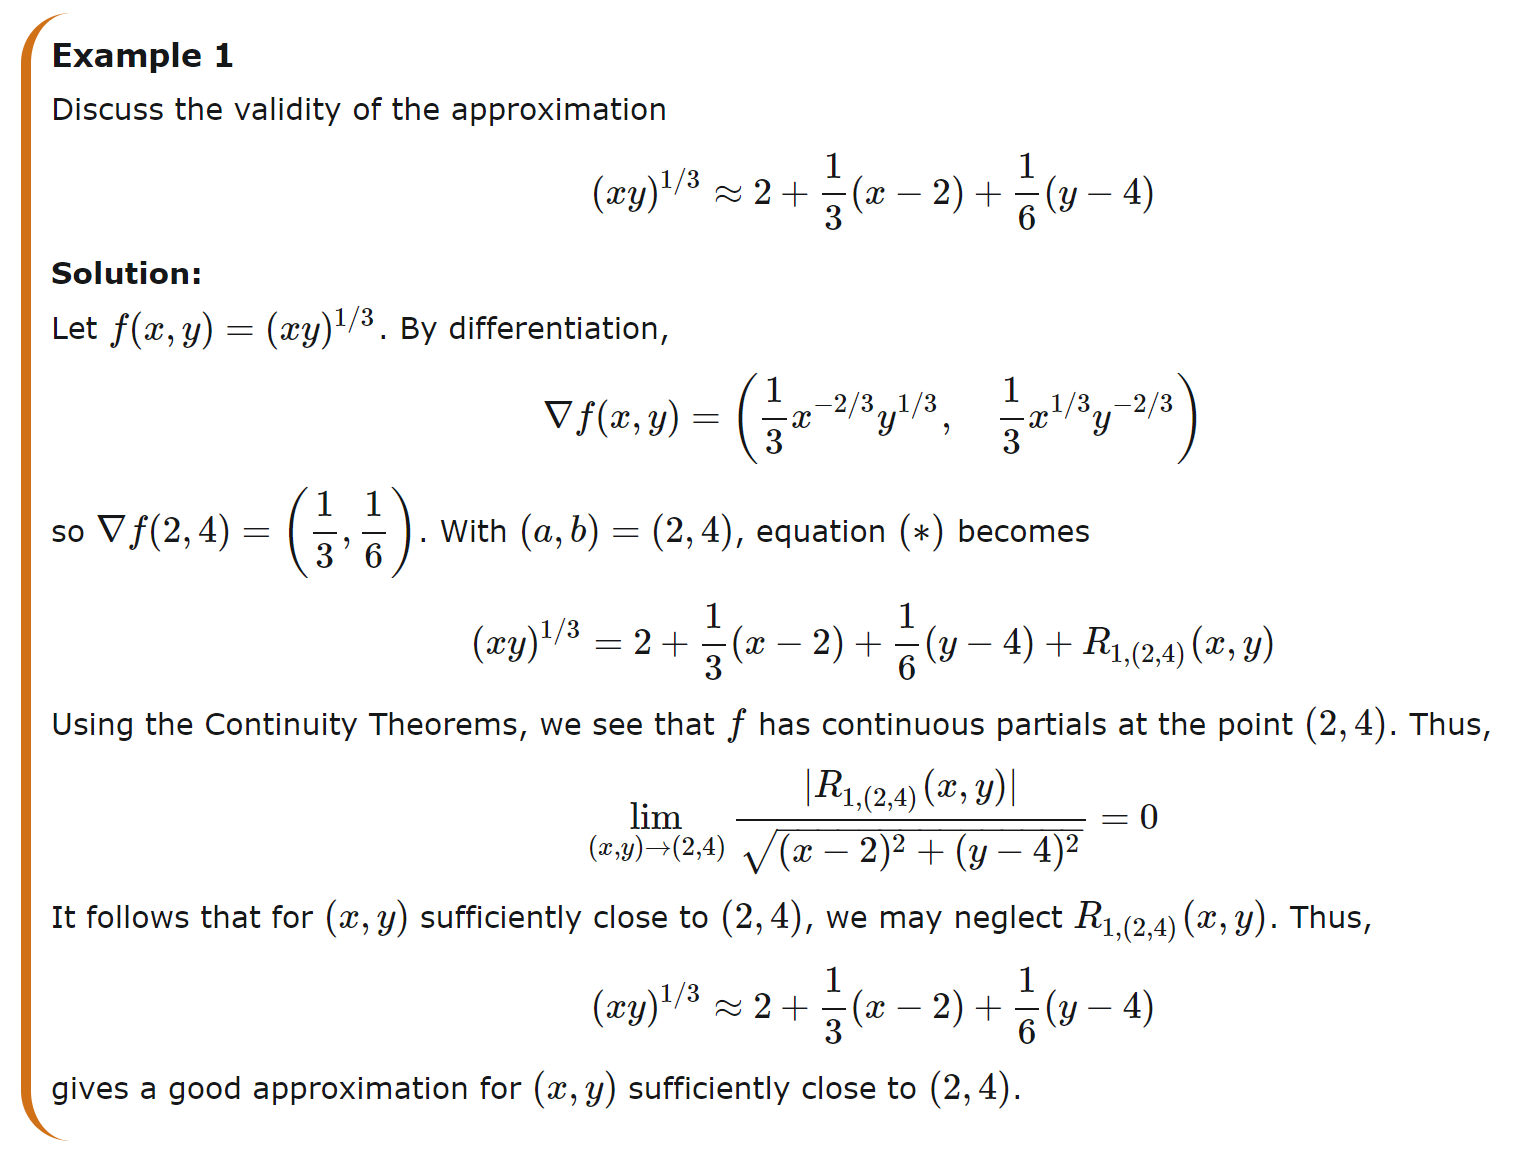 Example 1
Discuss the validity of the approximation
$(xy)^{1/3} \approx 2 + \frac{1}{3}(x - 2) + \frac{1}{6}(y - 4)$
Solution:
Let $f(x, y) = (xy)^{1/3}$. By differentiation,
$\nabla f(x, y) = \left( \frac{1}{3} x^{-2/3} y^{1/3}, \quad \frac{1}{3} x^{1/3} y^{-2/3} \right)$
so $\nabla f(2, 4) = \left( \frac{1}{3}, \frac{1}{6} \right)$. With $(a, b) = (2, 4)$, equation $(*)$ becomes
$(xy)^{1/3} = 2 + \frac{1}{3}(x - 2) + \frac{1}{6}(y - 4) + R_{1,(2,4)}(x, y)$
Using the Continuity Theorems, we see that $f$ has continuous partials at the point $(2, 4)$. Thus,
$\lim_{(x,y) \to (2,4)} \frac{|R_{1,(2,4)}(x, y)|}{\sqrt{(x - 2)^2 + (y - 4)^2}} = 0$
It follows that for $(x, y)$ sufficiently close to $(2, 4)$, we may neglect $R_{1,(2,4)}(x, y)$. Thus,
$(xy)^{1/3} \approx 2 + \frac{1}{3}(x - 2) + \frac{1}{6}(y - 4)$
gives a good approximation for $(x, y)$ sufficiently close to $(2, 4)$.